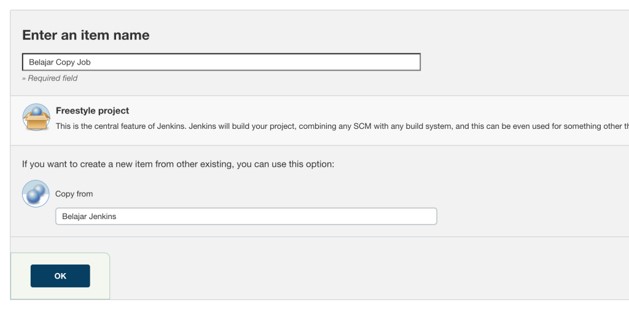 Enter an item name
Belajar Copy Job
» Required field
Freestyle project
This is the central feature of Jenkins. Jenkins will build your project, combining any SCM with any build system, and this can be even used for something other
If you want to create a new item from other existing, you can use this option:
Copy from
Belajar Jenkins
OK